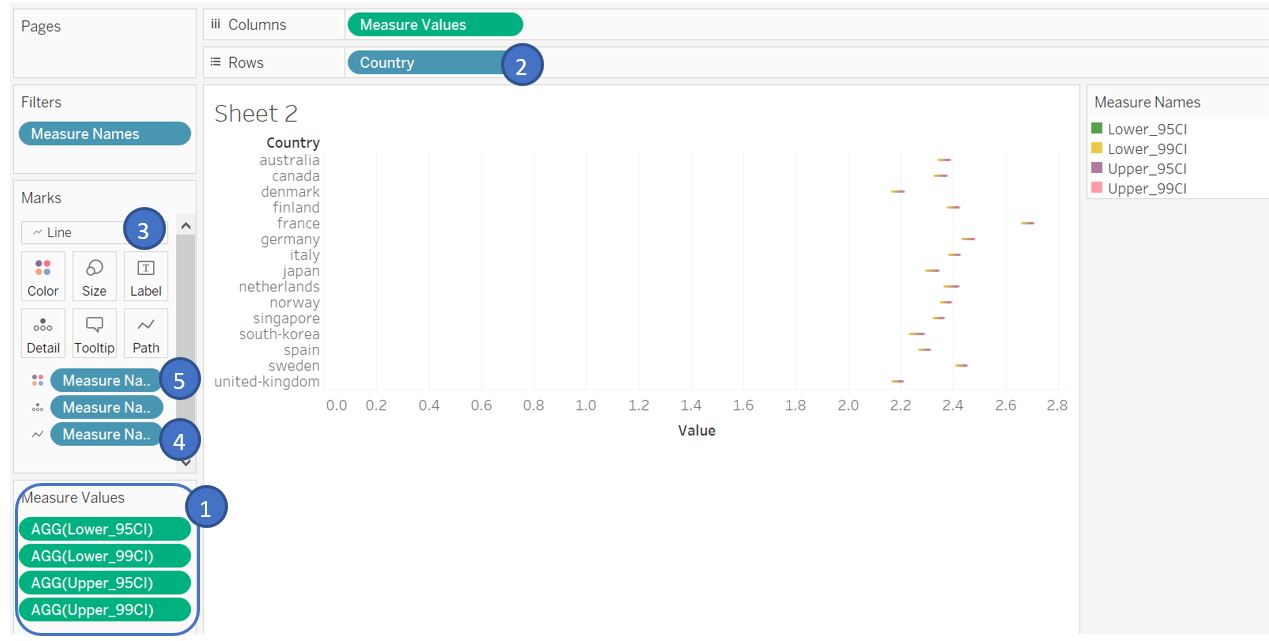 Pages
Columns
Measure Values
Rows
Country
2
Filters
Measure Names
Marks
Line
3
Color
Size
T
Label
Detail
Tooltip
Path
Measure Na..
5
Measure Na..
Measure Na..
4
Measure Values
1
AGG(Lower_95CI)
AGG(Lower_99CI)
AGG(Upper_95CI)
AGG(Upper_99CI)
Sheet 2
Country
australia
canada
denmark
finland
france
germany
italy
japan
netherlands
norway
singapore
south-korea
spain
sweden
united-kingdom
0.0 0.2 0.4 0.6 0.8 1.0 1.2 1.4 1.6 1.8 2.0 2.2 2.4 2.6 2.8
Value
Measure Names
Lower_95CI
Lower_99CI
Upper_95CI
Upper_99CI